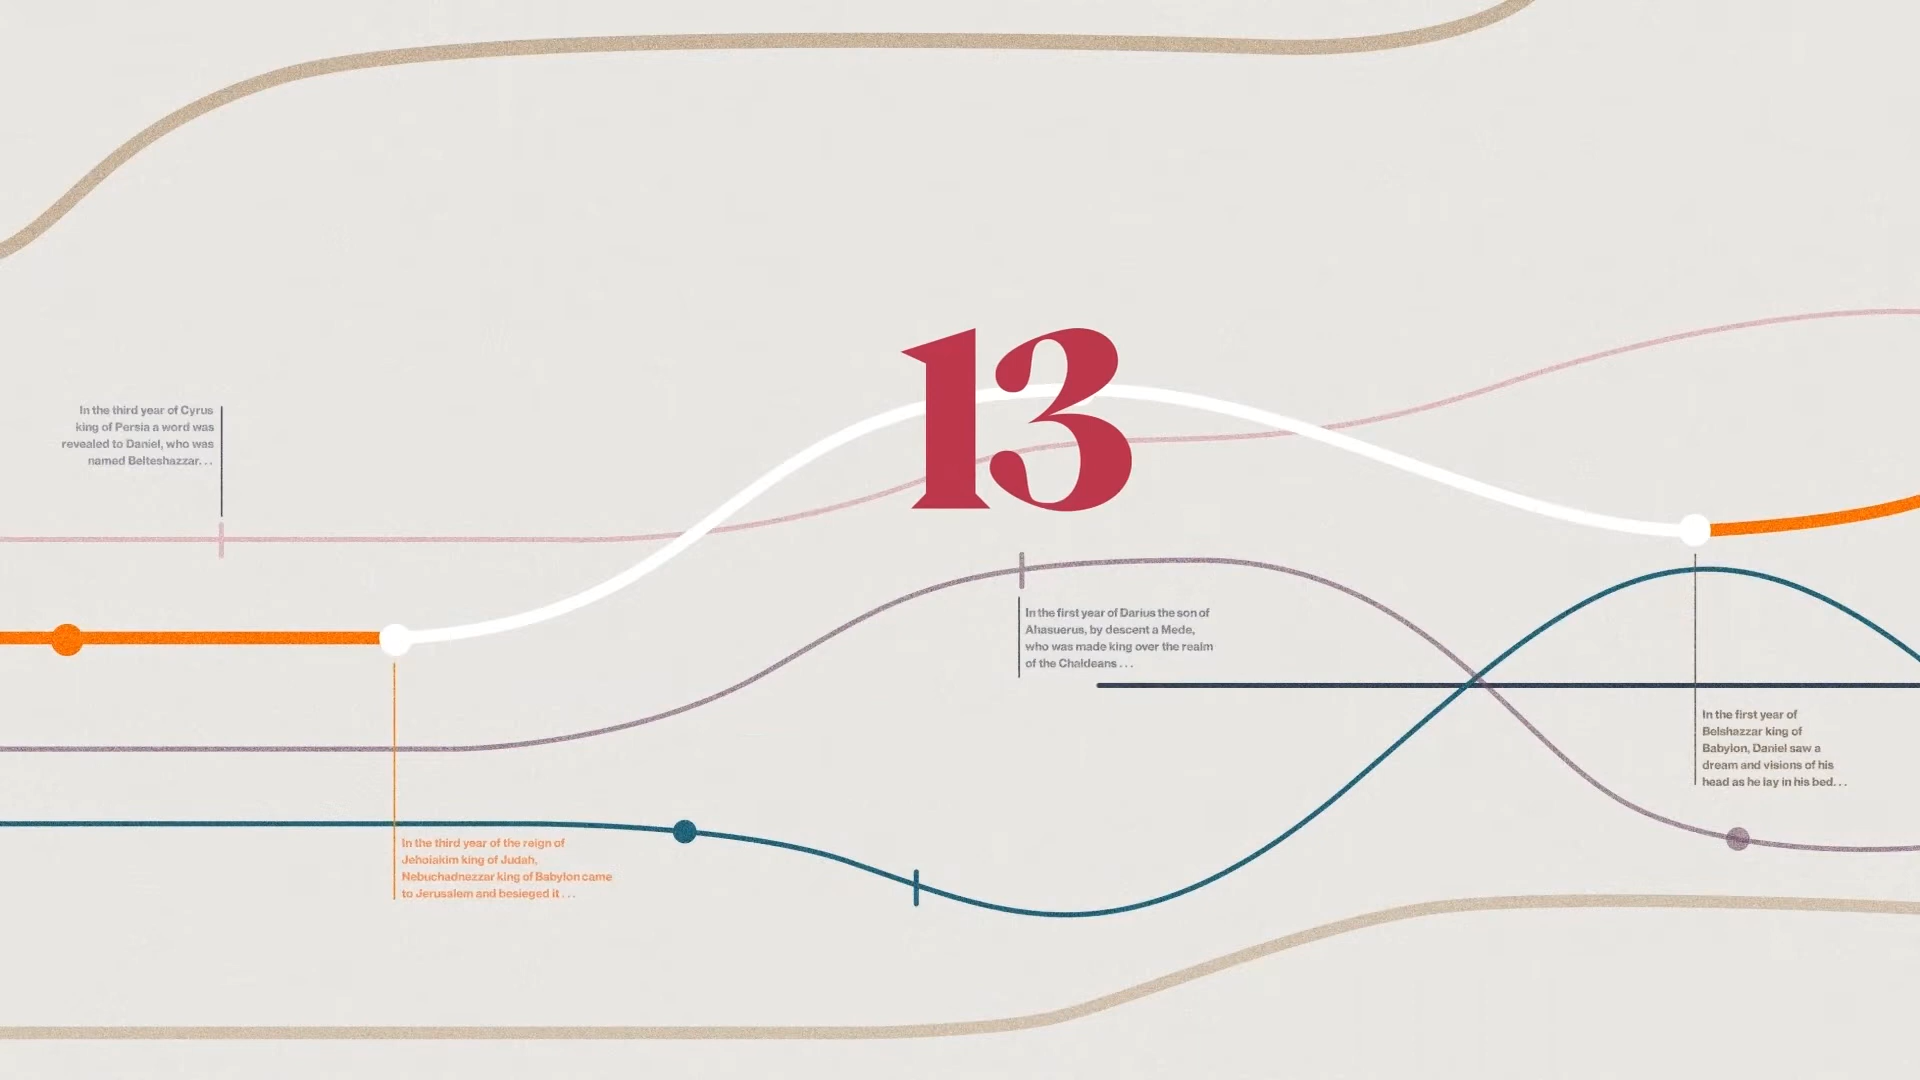 13
In the third year of Cyrus
king of Persia a word was
revealed to Daniel, who was
named Belteshazzar...
In the first year of Darius the son of
Ahasuerus, by descent a Mede,
who was made king over the realm
of the Chaldeans ...
In the first year of
Belshazzar king of
Babylon, Daniel saw a
dream and visions of his
head as he lay in his bed...
In the third year of the reign of
Jehoiakim king of Judah,
Nebuchadnezzar king of Babylon came
to Jerusalem and besieged it ...